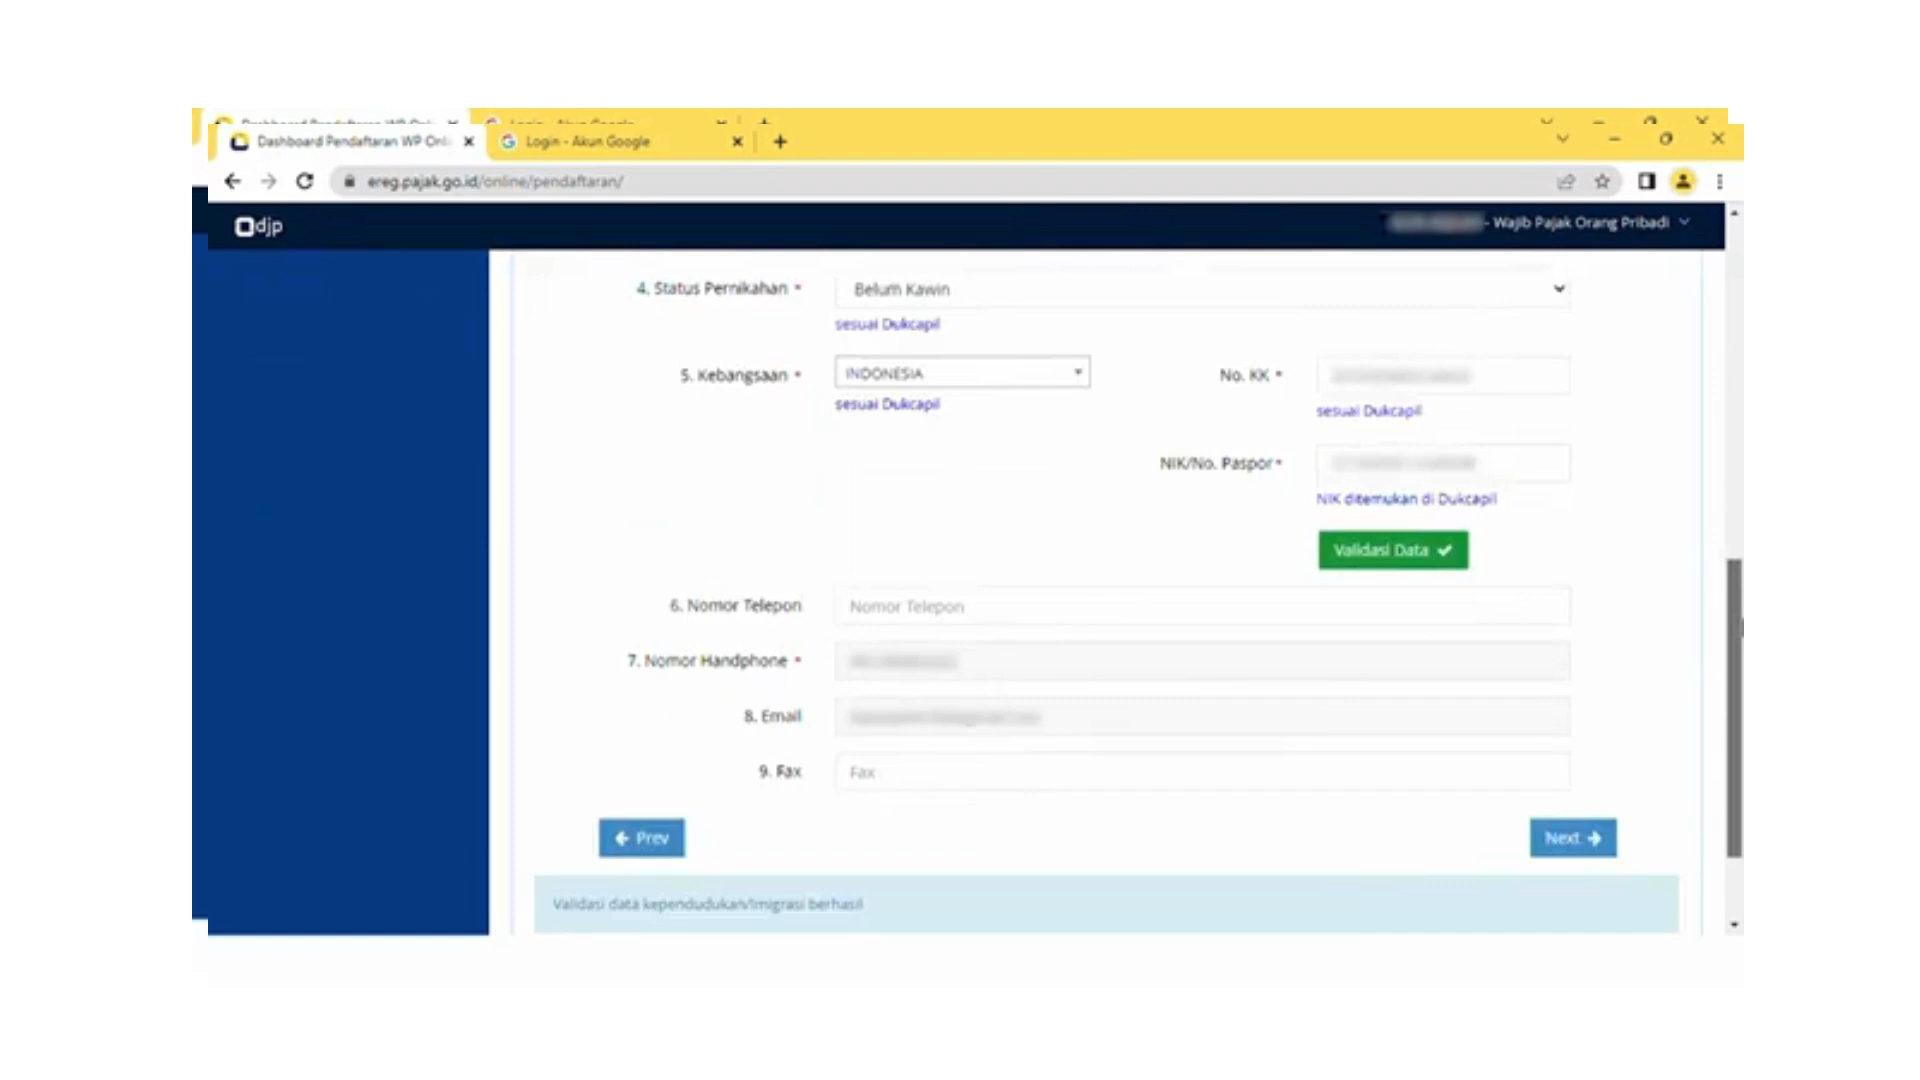 Dashboard Pendaftaran WP Onli
Login - Akun Google
ereg.pajak.go.id/online/pendaftaran/
djp
- Wajib Pajak Orang Pribadi
4. Status Pernikahan *
Belum Kawin
sesuai Dukcapil
5. Kebangsaan *
INDONESIA
No. KK *
sesuai Dukcapil
sesuai Dukcapil
NIK/No. Paspor*
NIK ditemukan di Dukcapil
Validasi Data
6. Nomor Telepon
Nomor Telepon
7. Nomor Handphone *
8. Email
9. Fax
Fax
Prev
Next
Validasi data kependudukan/imigrasi berhasil